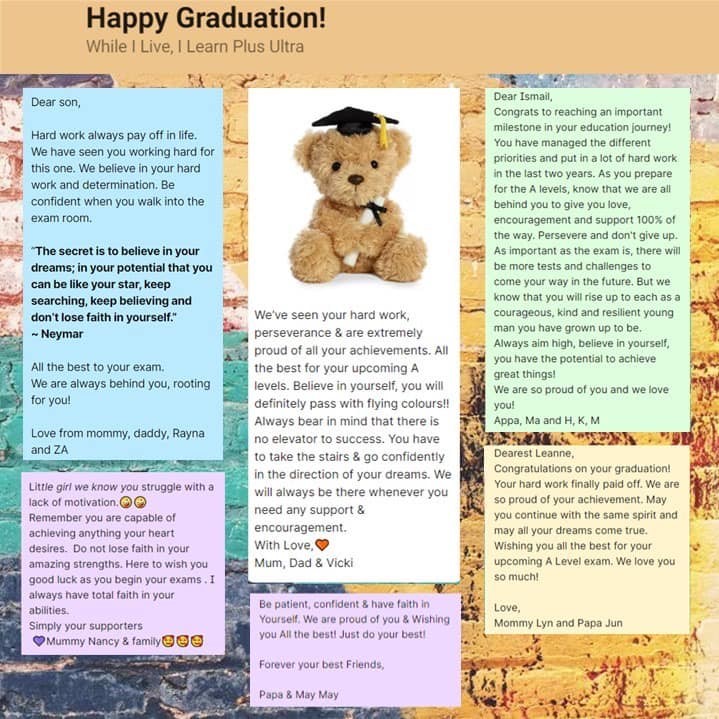 Happy Graduation!
While I Live, I Learn Plus Ultra
Dear son,
Hard work always pay off in life.
We have seen you working hard for
this one. We believe in your hard
work and determination. Be
confident when you walk into the
exam room.
"The secret is to believe in your
dreams; in your potential that you
can be like your star, keep
searching, keep believing and
don't lose faith in yourself."
~ Neymar
All the best to your exam.
We are always behind you, rooting
for you!
Love from mommy, daddy, Rayna
and ZA
Little girl we know you struggle with a
lack of motivation.🤪🤪
Remember you are capable of
achieving anything your heart
desires. Do not lose faith in your
amazing strengths. Here to wish you
good luck as you begin your exams . I
always have total faith in your
abilities.
Simply your supporters
💜Mummy Nancy & family🥰🥰🥰
We've seen your hard work,
perseverance & are extremely
proud of all your achievements. All
the best for your upcoming A
levels. Believe in yourself, you will
definitely pass with flying colours!!
Always bear in mind that there is
no elevator to success. You have
to take the stairs & go confidently
in the direction of your dreams. We
will always be there whenever you
need any support &
encouragement.
With Love,🧡
Mum, Dad & Vicki
Be patient, confident & have faith in
Yourself. We are proud of you & Wishing
you All the best! Just do your best!
Forever your best Friends,
Papa & May May
Dear Ismail,
Congrats to reaching an important
milestone in your education journey!
You have managed the different
priorities and put in a lot of hard work
in the last two years. As you prepare
for the A levels, know that we are all
behind you to give you love,
encouragement and support 100% of
the way. Persevere and don't give up.
As important as the exam is, there will
be more tests and challenges to
come your way in the future. But we
know that you will rise up to each as a
courageous, kind and resilient young
man you have grown up to be.
Always aim high, believe in yourself,
you have the potential to achieve
great things!
We are so proud of you and we love
you!
Appa, Ma and H, K, M
Dearest Leanne,
Congratulations on your graduation!
Your hard work finally paid off. We are
so proud of your achievement. May
you continue with the same spirit and
may all your dreams come true.
Wishing you all the best for your
upcoming A Level exam. We love you
so much!
Love,
Mommy Lyn and Papa Jun